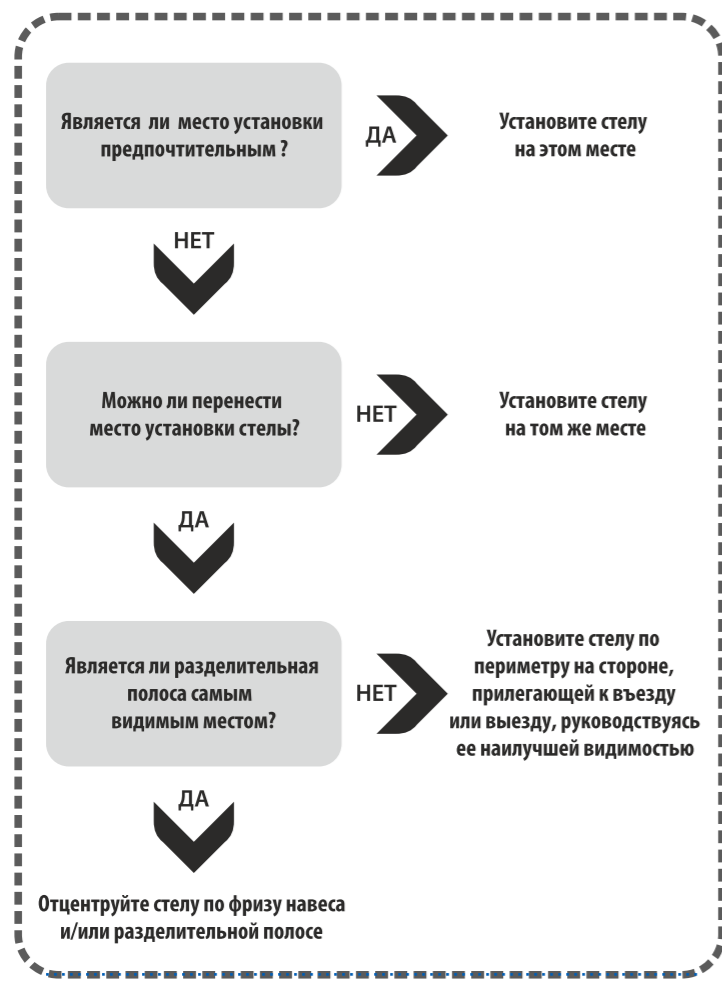 Является ли место установки
предпочтительным ?
ДА
Установите стелу
на этом месте
НЕТ
Можно ли перенести
место установки стелы?
НЕТ
Установите стелу
на том же месте
ДА
Является ли разделительная
полоса самым
видимым местом?
НЕТ
Установите стелу по
периметру на стороне,
прилегающей к въезду
или выезду, руководствуясь
ее наилучшей видимостью
ДА
Отцентруйте стелу по фризу навеса
и/или разделительной полосе